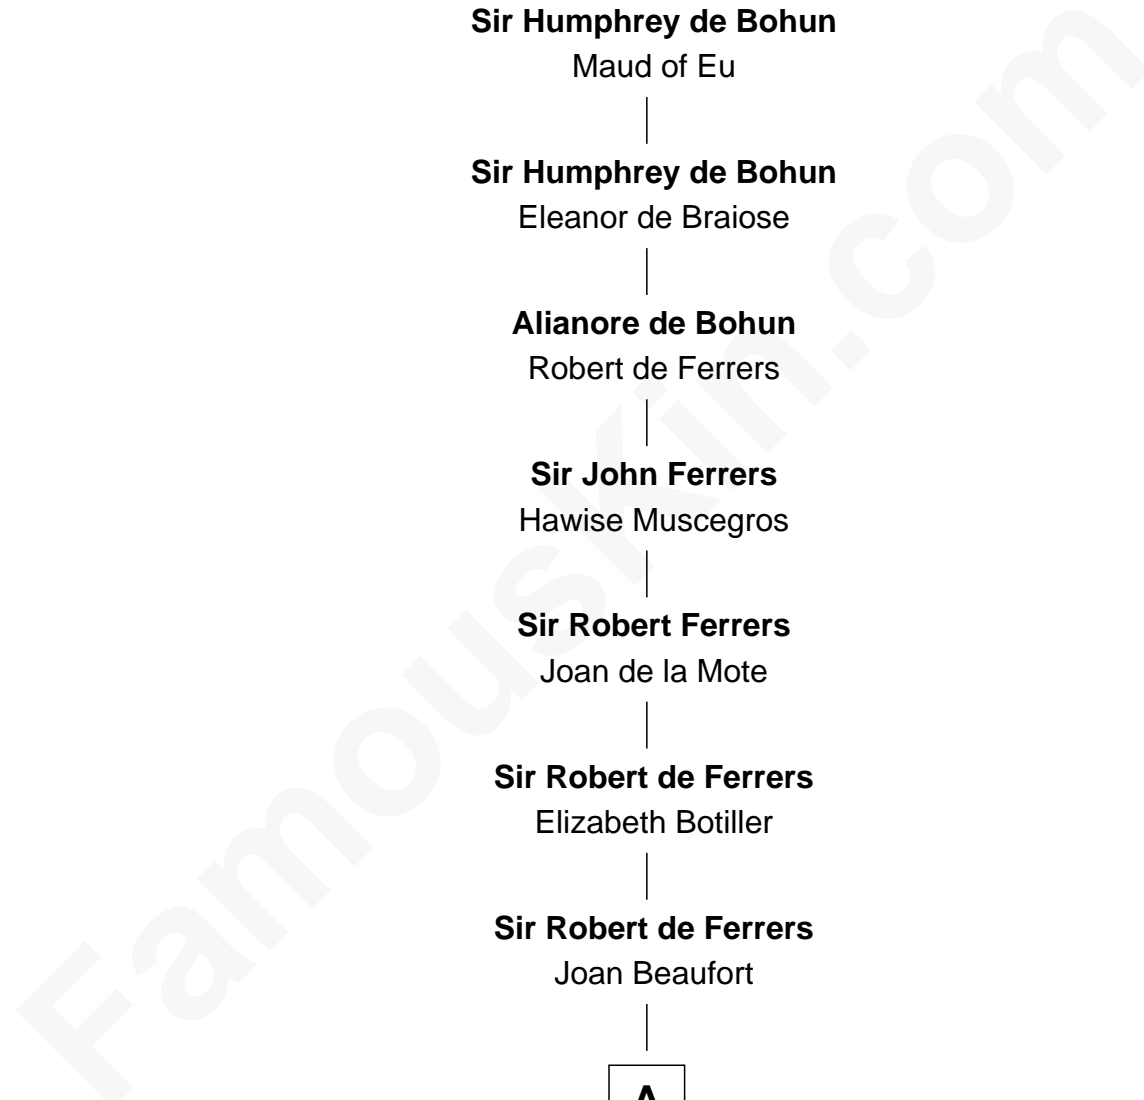 Sir Humphrey de Bohun
Maud of Eu
Sir Humphrey de Bohun
Eleanor de Braiose
Alianore de Bohun
Robert de Ferrers
Sir John Ferrers
Hawise Muscegros
Sir Robert Ferrers
Joan de la Mote
Sir Robert de Ferrers
Elizabeth Botiller
Sir Robert de Ferrers
Joan Beaufort
A
FamousKin.com